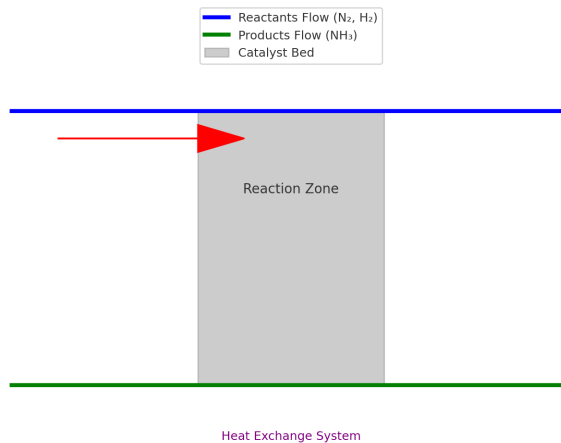 Reactants Flow (N₂, H₂)
Products Flow (NH₃)
Catalyst Bed
Reaction Zone
Heat Exchange System